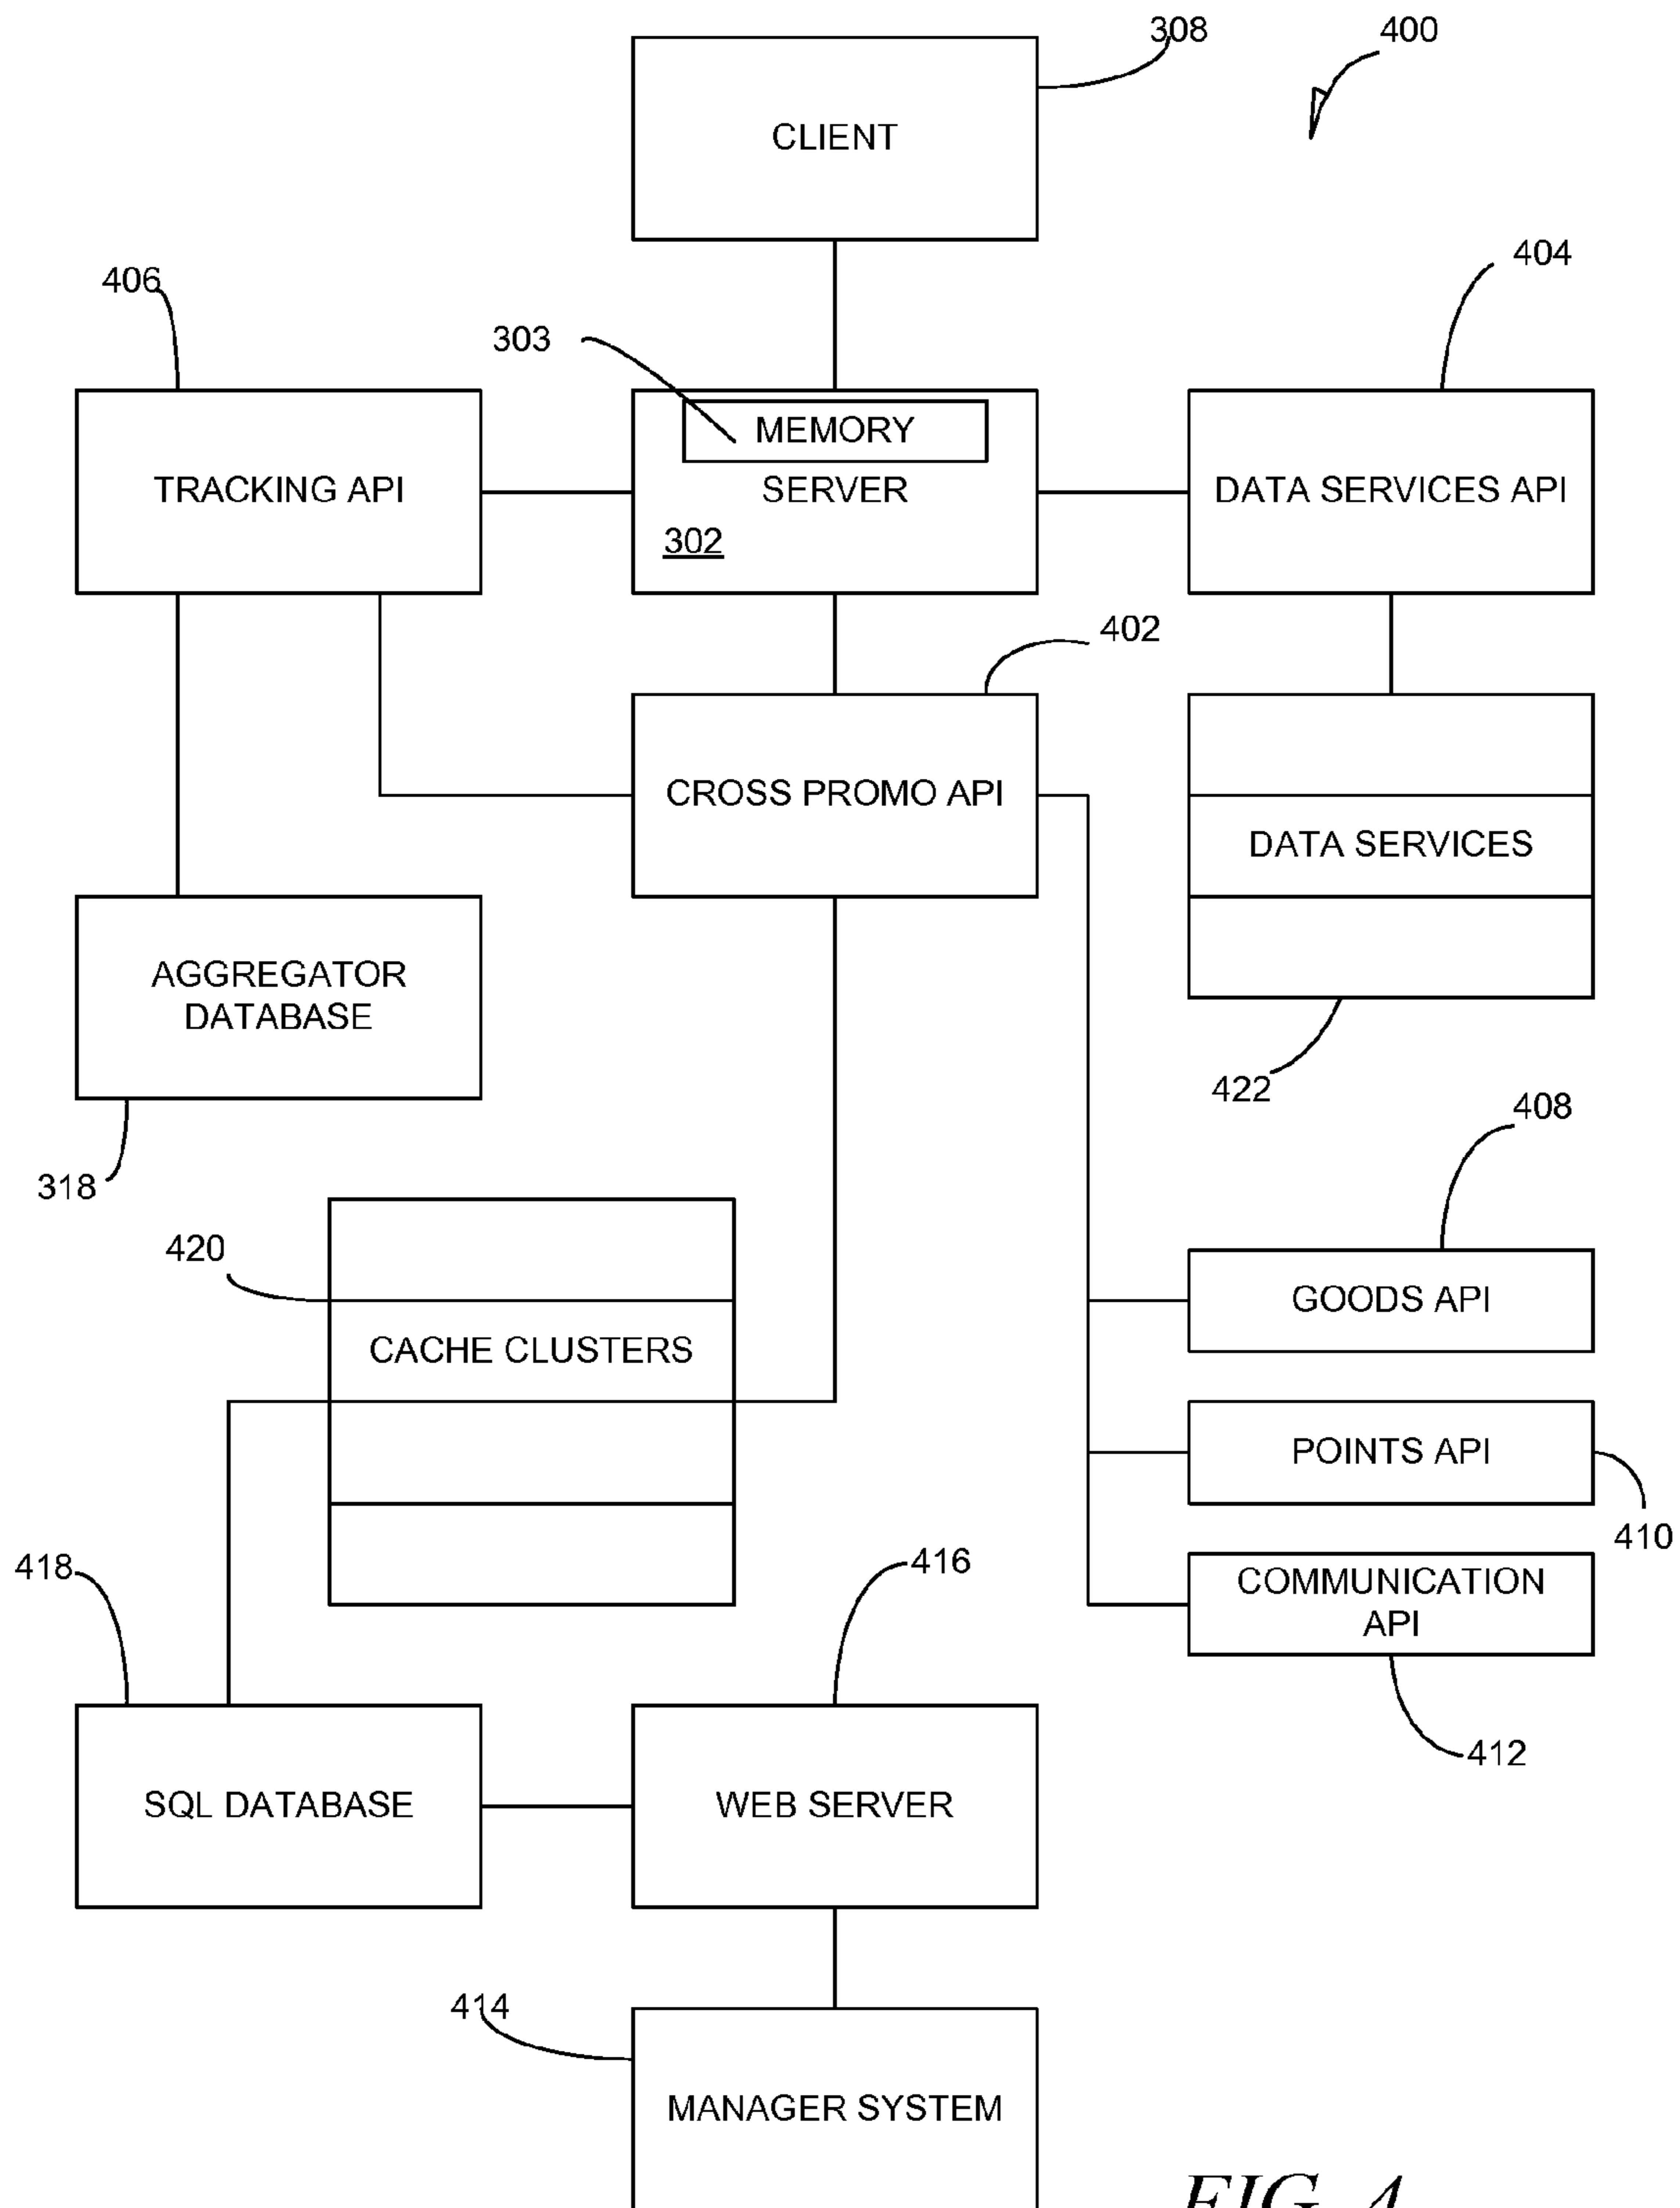 308
400
CLIENT
406
404
303
MEMORY
TRACKING API
SERVER
DATA SERVICES API
302
402
CROSS PROMO API
DATA SERVICES
AGGREGATOR
DATABASE
422
408
318
420
GOODS API
CACHE CLUSTERS
POINTS API
410
418
416
COMMUNICATION
API
412
SQL DATABASE
WEB SERVER
414
MANAGER SYSTEM
FIG. 4